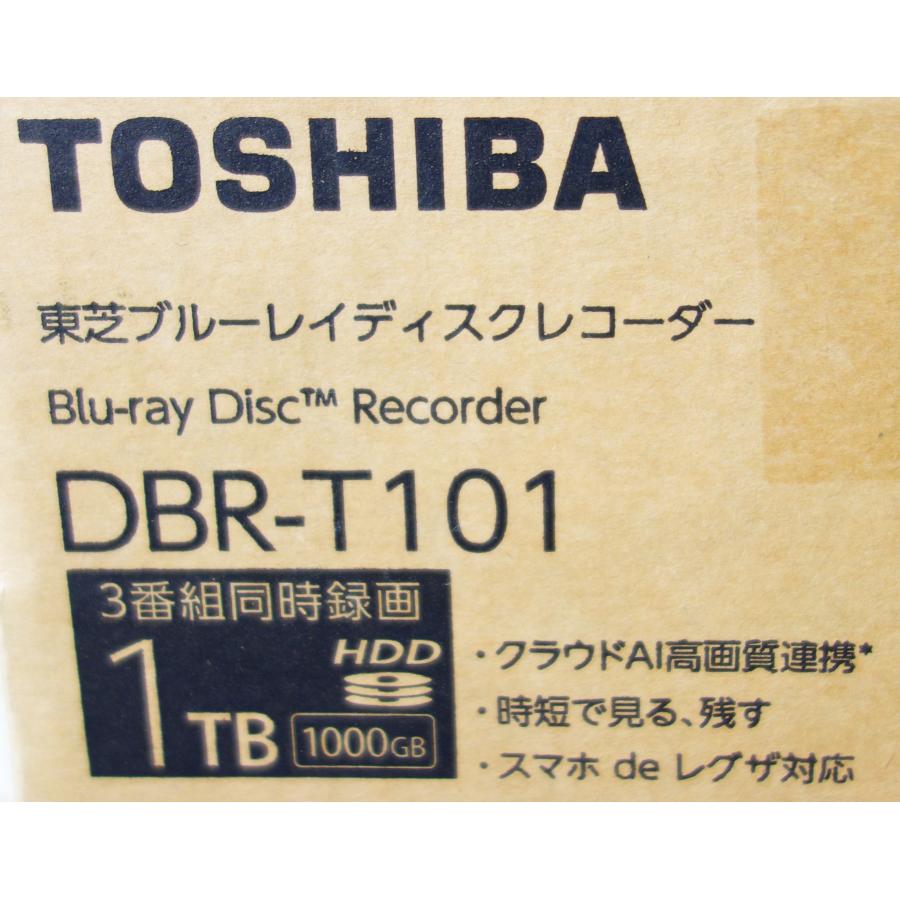 TOSHIBA
東芝ブルーレイディスクレコーダー
Blu-ray Disc™ Recorder
DBR-T101
3番組同時録画
1TB HDD 1000GB
・クラウドAI高画質連携*
・時短で見る、残す
・スマホ de レグザ対応